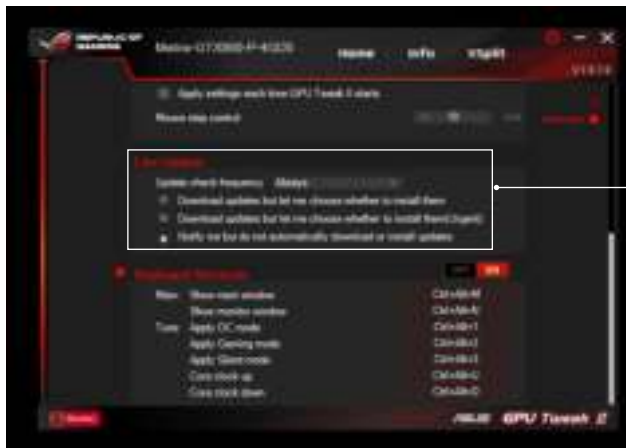 REPUBLIC OF
GAMERS
Home Info VSplit
Apply settings each time GPU Tweak II starts
Mouse step control
Live Update
Update check frequency Always
Download updates but let me choose whether to install them
Download updates but let me choose whether to install them(Urgent)
Notify me but do not automatically download or install updates
Keyboard Shortcuts
ON
Main Show main window Ctrl+Alt+M
Show monitor window
Tune Apply OC mode Ctrl+Alt+1
Apply Gaming mode Ctrl+Alt+2
Apply Silent mode Ctrl+Alt+3
Core clock up Ctrl+Alt+U
Core clock down Ctrl+Alt+D
ASUS GPU Tweak II